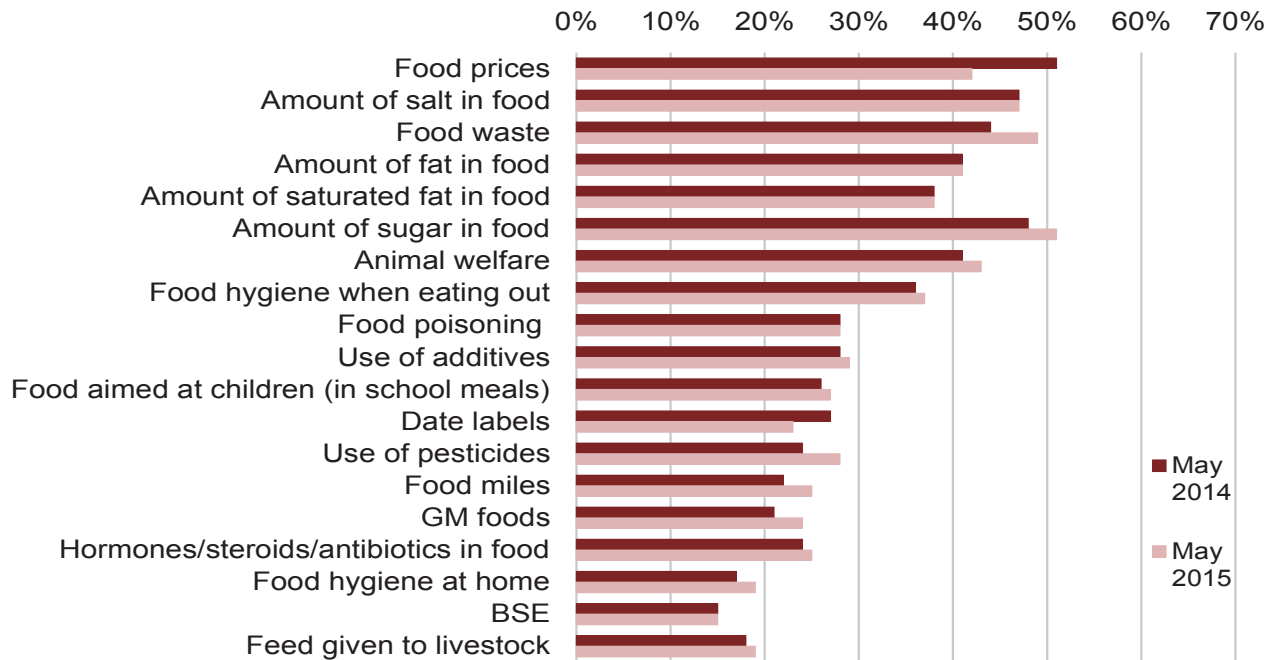 0% 10% 20% 30% 40% 50% 60% 70%
Food prices
Amount of salt in food
Food waste
Amount of fat in food
Amount of saturated fat in food
Amount of sugar in food
Animal welfare
Food hygiene when eating out
Food poisoning
Use of additives
Food aimed at children (in school meals)
Date labels
Use of pesticides
Food miles
GM foods
Hormones/steroids/antibiotics in food
Food hygiene at home
BSE
Feed given to livestock
May
2014
May
2015